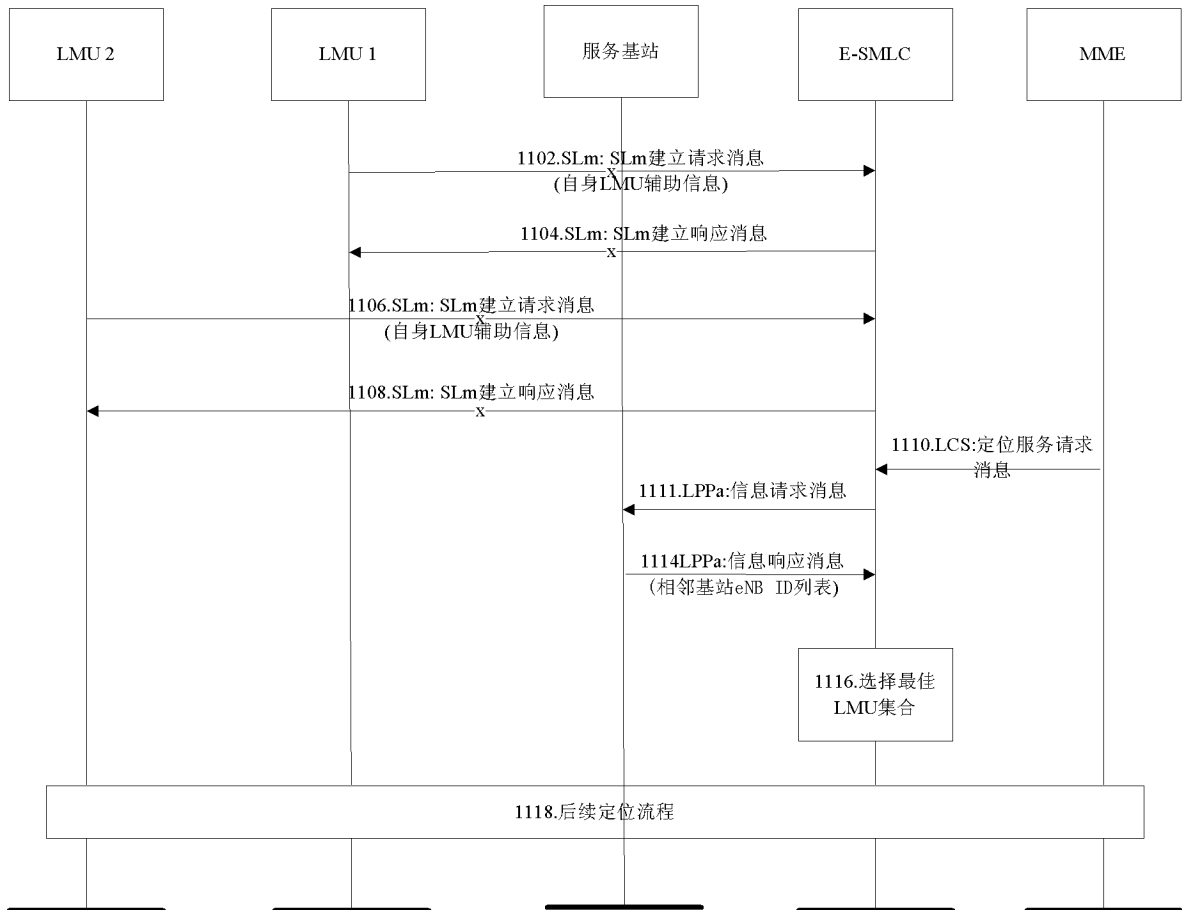 LMU 2
LMU 1
服务基站
E-SMLC
MME
1102.SLm: SLm建立请求消息
x
(自身LMU辅助信息)
1104.SLm: SLm建立响应消息
x
1106.SLm: SLm建立请求消息
x
(自身LMU辅助信息)
1108.SLm: SLm建立响应消息
x
1110.LCS:定位服务请求
消息
1111.LPPa:信息请求消息
1114LPPa:信息响应消息
(相邻基站eNB ID列表)
1116.选择最佳
LMU集合
1118.后续定位流程